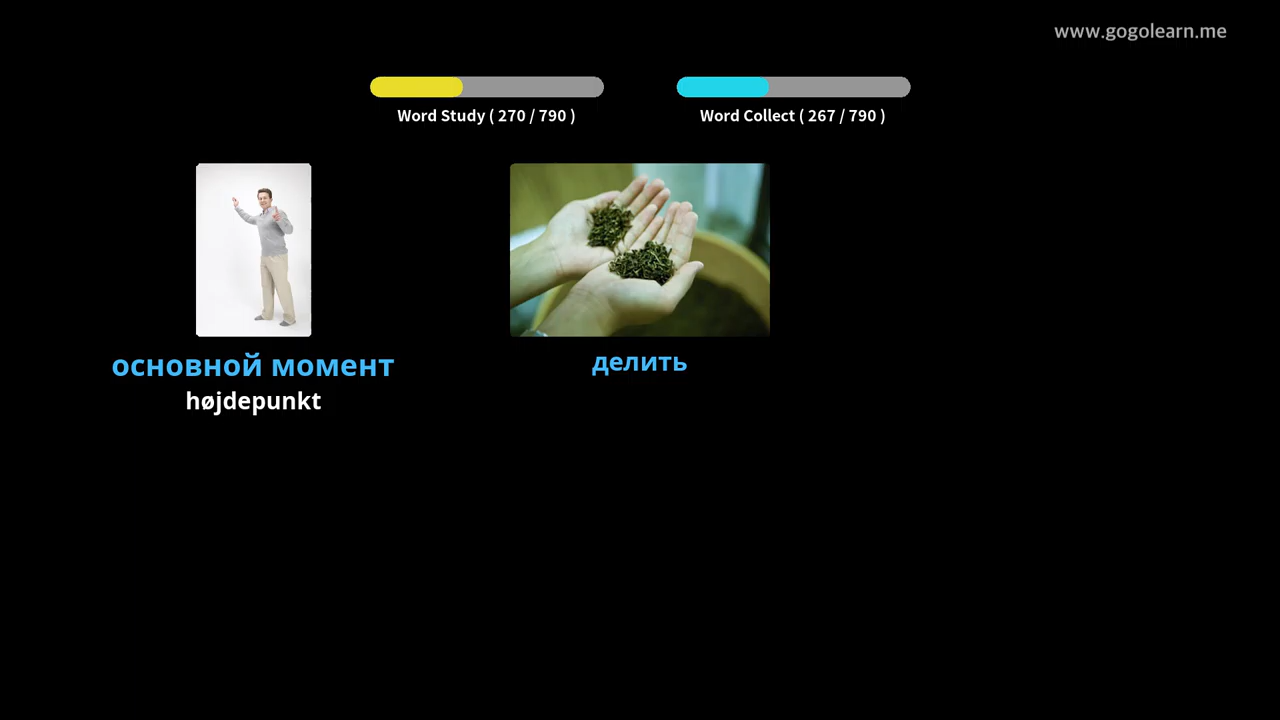 www.gogolearn.me
Word Study ( 270 / 790 )
Word Collect ( 267 / 790 )
основной момент
højdepunkt
делить